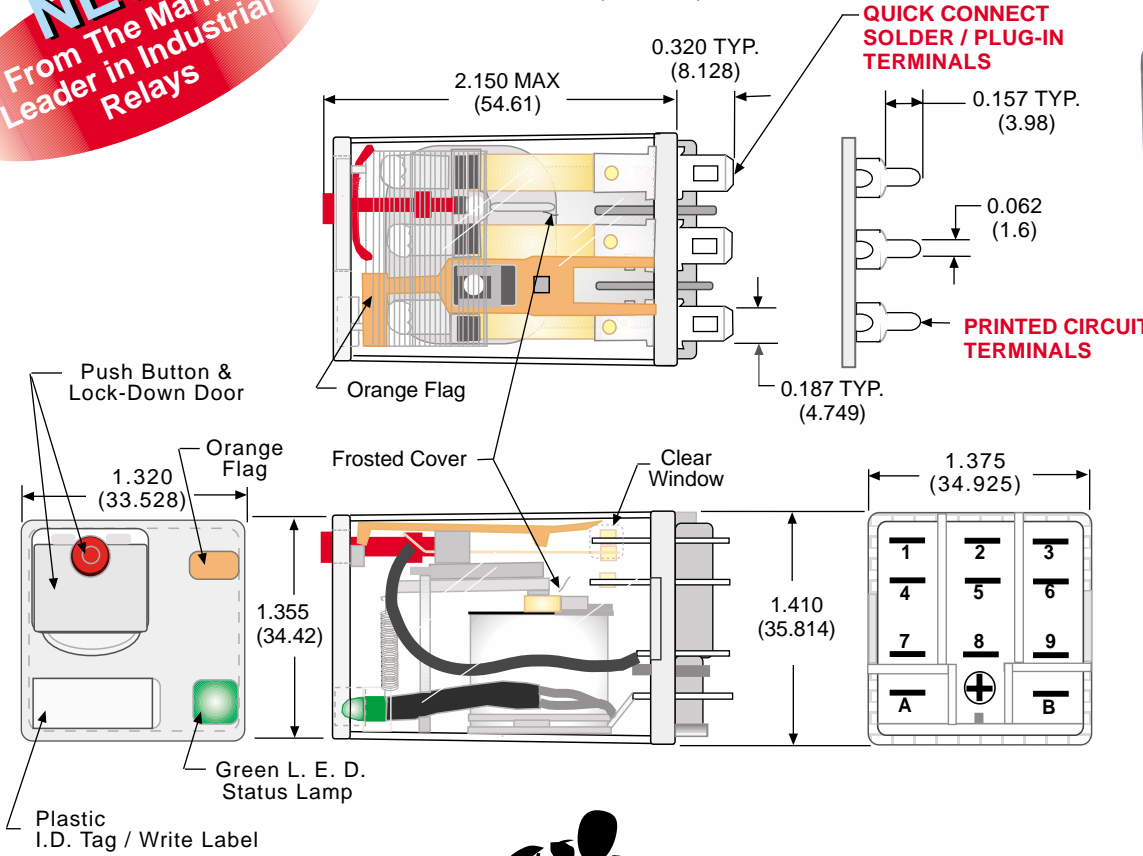 NEW
From The Market
Leader in Industrial
Relays
QUICK CONNECT
SOLDER / PLUG-IN
TERMINALS
0.320 TYP.
(8.128)
2.150 MAX
(54.61)
0.157 TYP.
(3.98)
0.062
(1.6)
PRINTED CIRCUIT
TERMINALS
0.187 TYP.
(4.749)
Push Button &
Lock-Down Door
Orange Flag
Orange
Flag
Frosted Cover
Clear
Window
1.320
(33.528)
1.375
(34.925)
1.355
(34.42)
1.410
(35.814)
1 2 3
4 5 6
7 8 9
A B
Green L. E. D.
Status Lamp
Plastic
I.D. Tag / Write Label